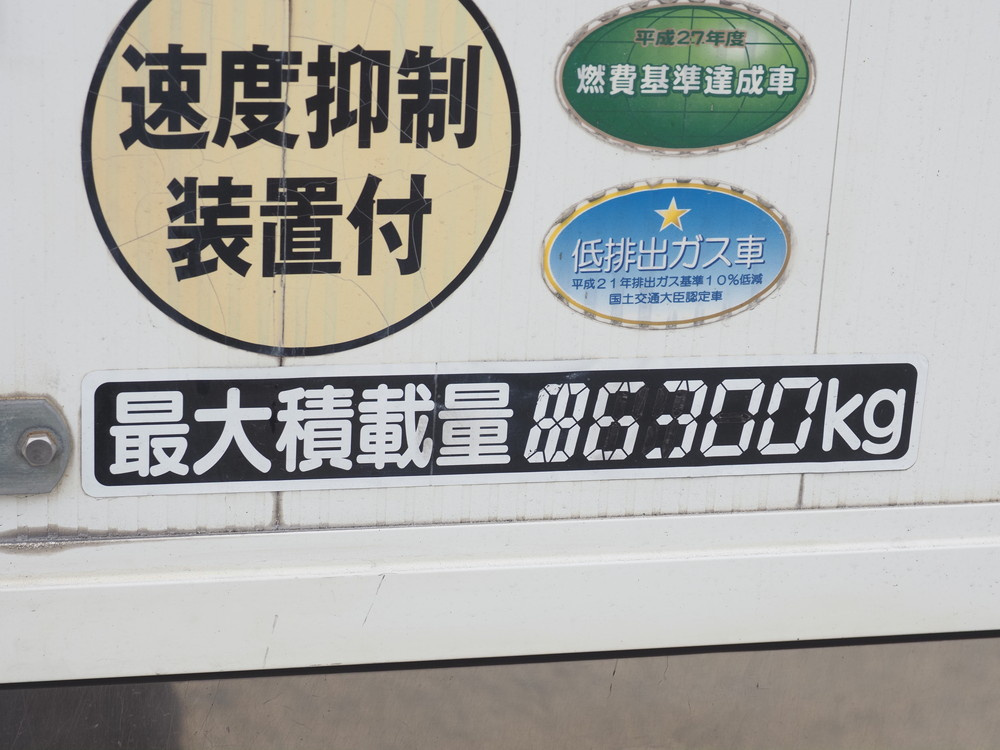 速度抑制
装置付
平成27年度
燃費基準達成車
低排出ガス車
平成21年排出ガス基準10%低減
国土交通大臣認定車
最大積載量 86300kg